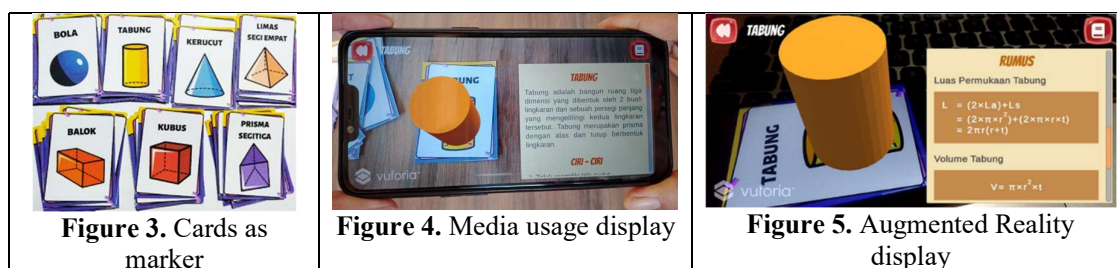 BOLA
TABUNG
KERUCUT
LIMAS
SEGI EMPAT
BALOK
KUBUS
PRISMA
SEGITIGA
Figure 3. Cards as
marker
TABUNG
TABUNG
Tabung adalah bangun ruang tiga
dimensi yang dibentuk oleh 2 buah
lingkaran dan sebuah persegi panjang
yang mengelilingi kedua lingkaran
tersebut. Tabung merupakan prisma
dengan alas dan tutup berbentuk
lingkaran.
CIRI - CIRI
vuforia
Figure 4. Media usage display
TABUNG
TABUNG
vuforia
RUMUS
Luas Permukaan Tabung
L = (2×La)+Ls
= (2×π×r²)+(2×π×r×t)
= 2πr(r+t)
Volume Tabung
V= π×r²×t
Figure 5. Augmented Reality
display